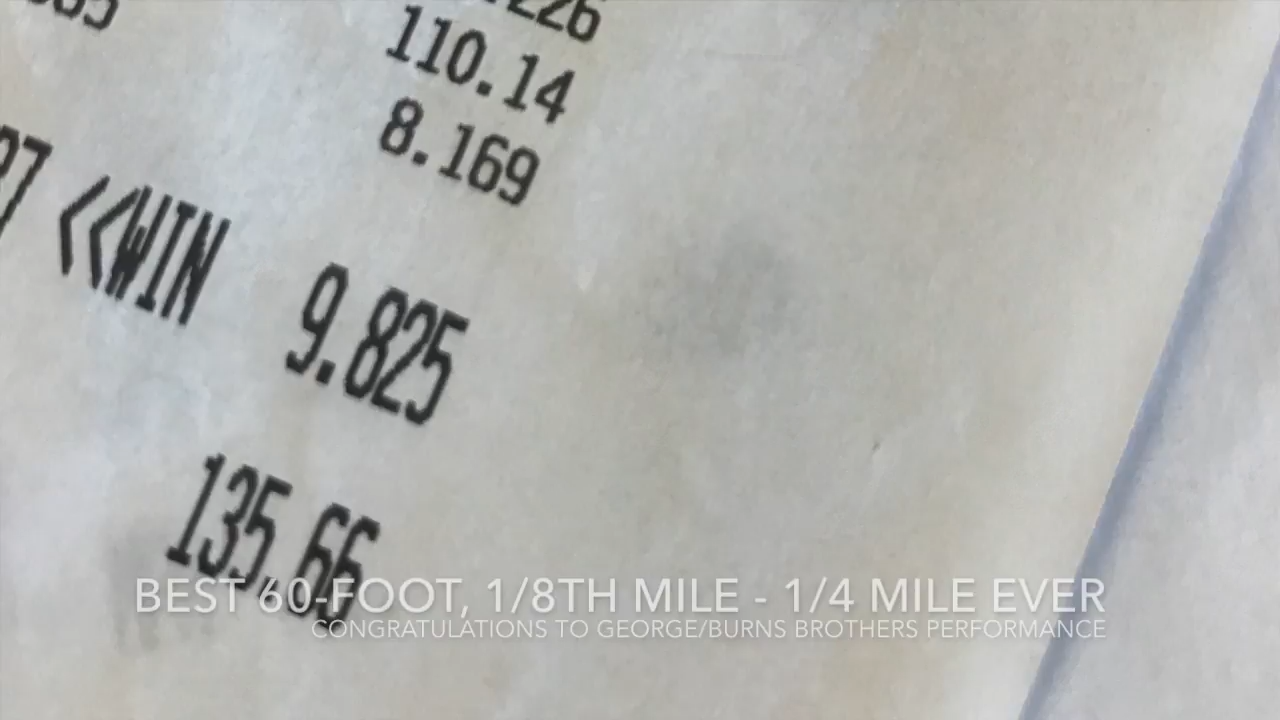 110.14
8.169
<<WIN 9.825
135.66
BEST 60-FOOT, 1/8TH MILE - 1/4 MILE EVER
CONGRATULATIONS TO GEORGE/BURNS BROTHERS PERFORMANCE